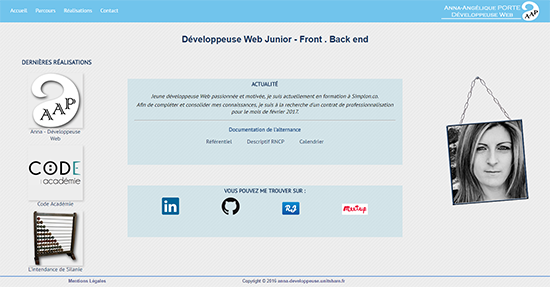 Accueil Parcours Réalisations Contact
ANNA-ANGÉLIQUE PORTE
DÉVELOPPEUSE WEB
AAP
Développeuse Web Junior - Front . Back end
DERNIÈRES RÉALISATIONS
AAP
Anna - Développeuse
Web
CODE
académie
Code Académie
L'intendance de Sitanie
ACTUALITÉ
Jeune développeuse Web passionnée et motivée, je suis actuellement en formation à Simplon.co.
Afin de compléter et consolider mes connaissances, je suis à la recherche d'un contrat de professionnalisation
pour le mois de février 2017.
Documentation de l'alternance
Référentiel Descriptif RNCP Calendrier
VOUS POUVEZ ME TROUVER SUR :
in
Mentions Légales
Copyright © 2016 anna.developpeuse.unitehare.fr